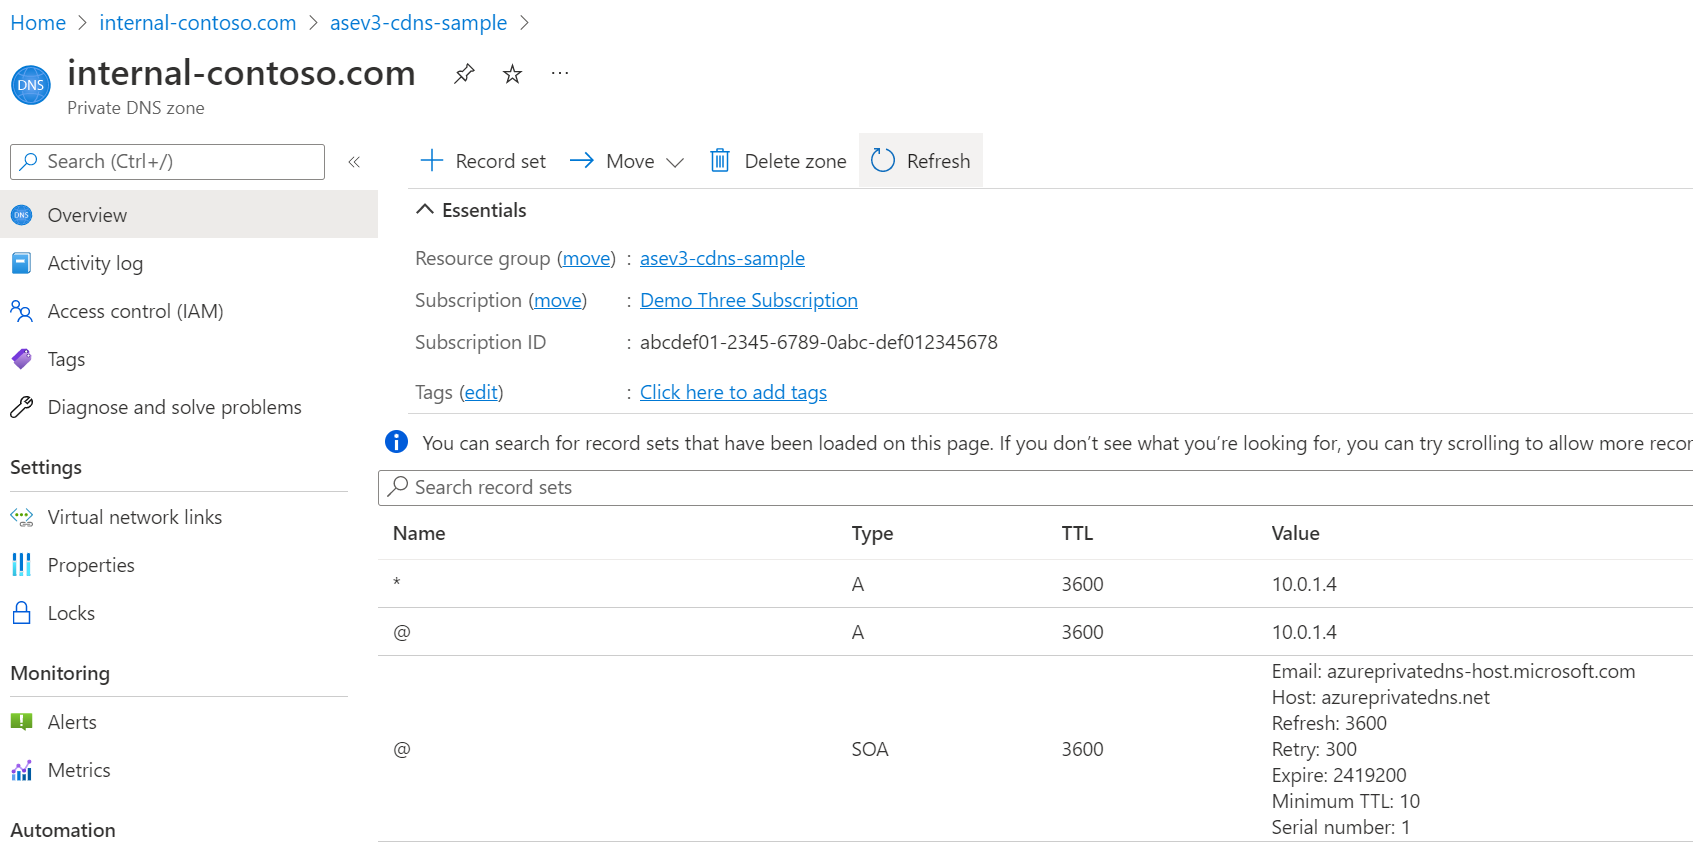 Home > internal-contoso.com > asev3-cdns-sample >
DNS
internal-contoso.com ...
Private DNS zone
Search (Ctrl+/) «
Record set Move Delete zone Refresh
DNS Overview
Activity log
Access control (IAM)
Tags
Diagnose and solve problems
Settings
Virtual network links
Properties
Locks
Monitoring
Alerts
Metrics
Automation
Essentials
Resource group (move) : asev3-cdns-sample
Subscription (move) : Demo Three Subscription
Subscription ID : abcdef01-2345-6789-0abc-def012345678
Tags (edit) : Click here to add tags
You can search for record sets that have been loaded on this page. If you don’t see what you’re looking for, you can try scrolling to allow more recor
Search record sets
Name Type TTL Value
* A 3600 10.0.1.4
@ A 3600 10.0.1.4
@ SOA 3600
Email: azureprivatedns-host.microsoft.com
Host: azureprivatedns.net
Refresh: 3600
Retry: 300
Expire: 2419200
Minimum TTL: 10
Serial number: 1